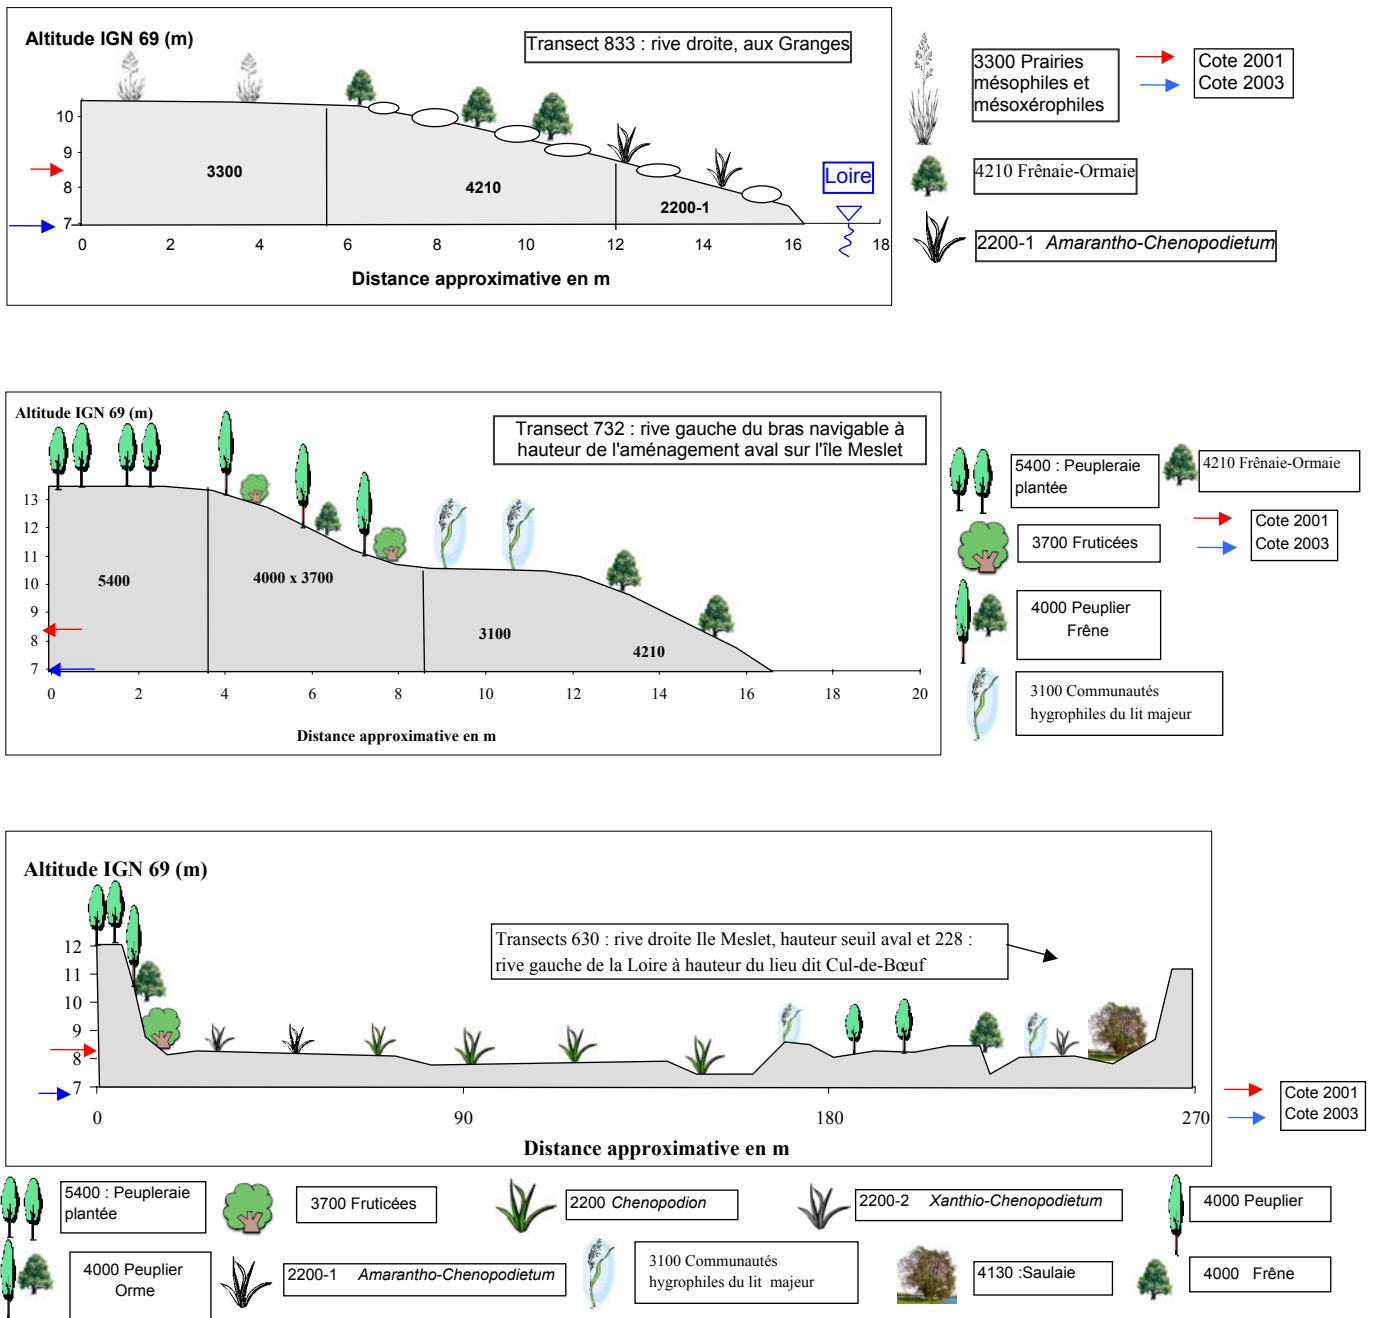 Altitude IGN 69 (m)
Transect 833 : rive droite, aux Granges
10
9
8
7
3300
4210
2200-1
Loire
0 2 4 6 8 10 12 14 16 18
Distance approximative en m
3300 Prairies
mésophiles et
mésoxérophiles
Cote 2001
Cote 2003
4210 Frênaie-Ormaie
2200-1 Amarantho-Chenopodietum
Altitude IGN 69 (m)
Transect 732 : rive gauche du bras navigable à
hauteur de l'aménagement aval sur l'île Meslet
13
12
11
10
9
8
7
5400
4000 x 3700
3100
4210
0 2 4 6 8 10 12 14 16 18 20
Distance approximative en m
5400 : Peupleraie
plantée
4210 Frênaie-Ormaie
3700 Fruticées
Cote 2001
Cote 2003
4000 Peuplier
Frêne
3100 Communautés
hygrophiles du lit majeur
Altitude IGN 69 (m)
Transects 630 : rive droite Ile Meslet, hauteur seuil aval et 228 :
rive gauche de la Loire à hauteur du lieu dit Cul-de-Bœuf
12
11
10
9
8
7
0 90 180 270
Distance approximative en m
Cote 2001
Cote 2003
5400 : Peupleraie
plantée
3700 Fruticées
2200 Chenopodion
2200-2 Xanthio-Chenopodietum
4000 Peuplier
4000 Peuplier
Orme
2200-1 Amarantho-Chenopodietum
3100 Communautés
hygrophiles du lit majeur
4130 :Saulaie
4000 Frêne